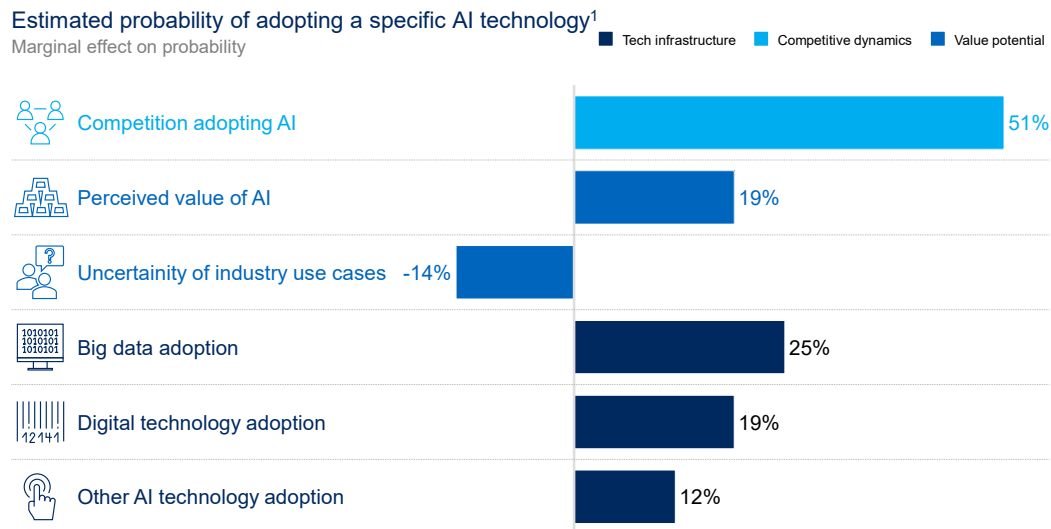 Estimated probability of adopting a specific AI technology¹
Marginal effect on probability
Tech infrastructure
Competitive dynamics
Value potential
Competition adopting AI
51%
Perceived value of AI
19%
?
Uncertainity of industry use cases
-14%
1010101
1010101
1010101
Big data adoption
25%
12141
Digital technology adoption
19%
Other AI technology adoption
12%